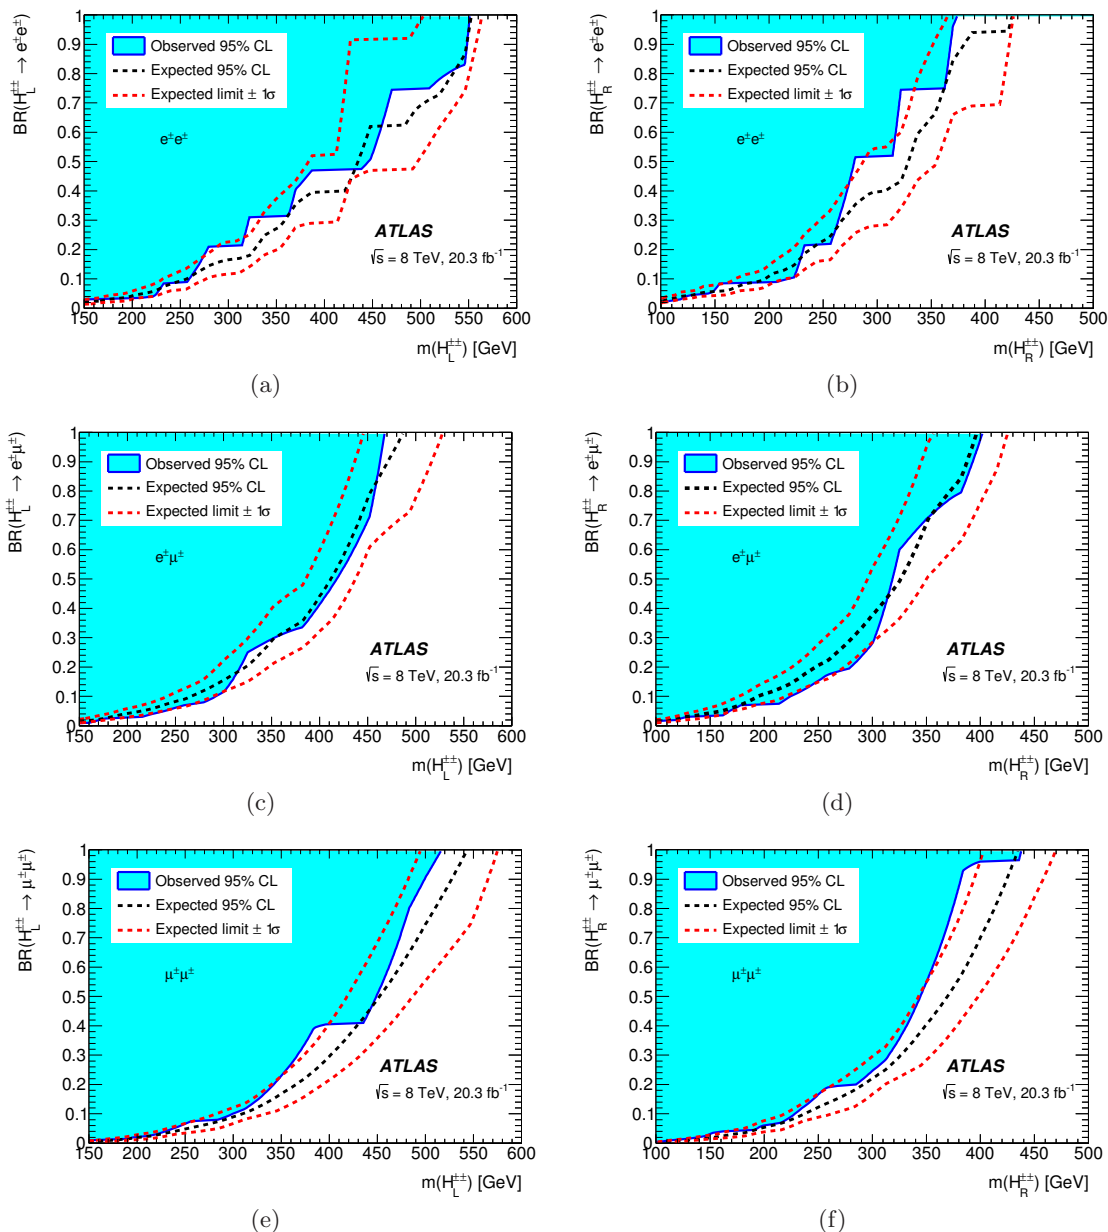 BR(H_L^{±±} → e±e±)
1
0.9
0.8
0.7
0.6
0.5
0.4
0.3
0.2
0.1
0
Observed 95% CL
Expected 95% CL
Expected limit ± 1σ
e±e±
ATLAS
√s = 8 TeV, 20.3 fb⁻¹
150 200 250 300 350 400 450 500 550 600
m(H_L^{±±}) [GeV]
(a)
BR(H_R^{±±} → e±e±)
1
0.9
0.8
0.7
0.6
0.5
0.4
0.3
0.2
0.1
0
Observed 95% CL
Expected 95% CL
Expected limit ± 1σ
e±e±
ATLAS
√s = 8 TeV, 20.3 fb⁻¹
100 150 200 250 300 350 400 450 500
m(H_R^{±±}) [GeV]
(b)
BR(H_L^{±±} → e±μ±)
1
0.9
0.8
0.7
0.6
0.5
0.4
0.3
0.2
0.1
0
Observed 95% CL
Expected 95% CL
Expected limit ± 1σ
e±μ±
ATLAS
√s = 8 TeV, 20.3 fb⁻¹
150 200 250 300 350 400 450 500 550 600
m(H_L^{±±}) [GeV]
(c)
BR(H_R^{±±} → e±μ±)
1
0.9
0.8
0.7
0.6
0.5
0.4
0.3
0.2
0.1
0
Observed 95% CL
Expected 95% CL
Expected limit ± 1σ
e±μ±
ATLAS
√s = 8 TeV, 20.3 fb⁻¹
100 150 200 250 300 350 400 450 500
m(H_R^{±±}) [GeV]
(d)
BR(H_L^{±±} → μ±μ±)
1
0.9
0.8
0.7
0.6
0.5
0.4
0.3
0.2
0.1
0
Observed 95% CL
Expected 95% CL
Expected limit ± 1σ
μ±μ±
ATLAS
√s = 8 TeV, 20.3 fb⁻¹
150 200 250 300 350 400 450 500 550 600
m(H_L^{±±}) [GeV]
(e)
BR(H_R^{±±} → μ±μ±)
1
0.9
0.8
0.7
0.6
0.5
0.4
0.3
0.2
0.1
0
Observed 95% CL
Expected 95% CL
Expected limit ± 1σ
μ±μ±
ATLAS
√s = 8 TeV, 20.3 fb⁻¹
100 150 200 250 300 350 400 450 500
m(H_R^{±±}) [GeV]
(f)